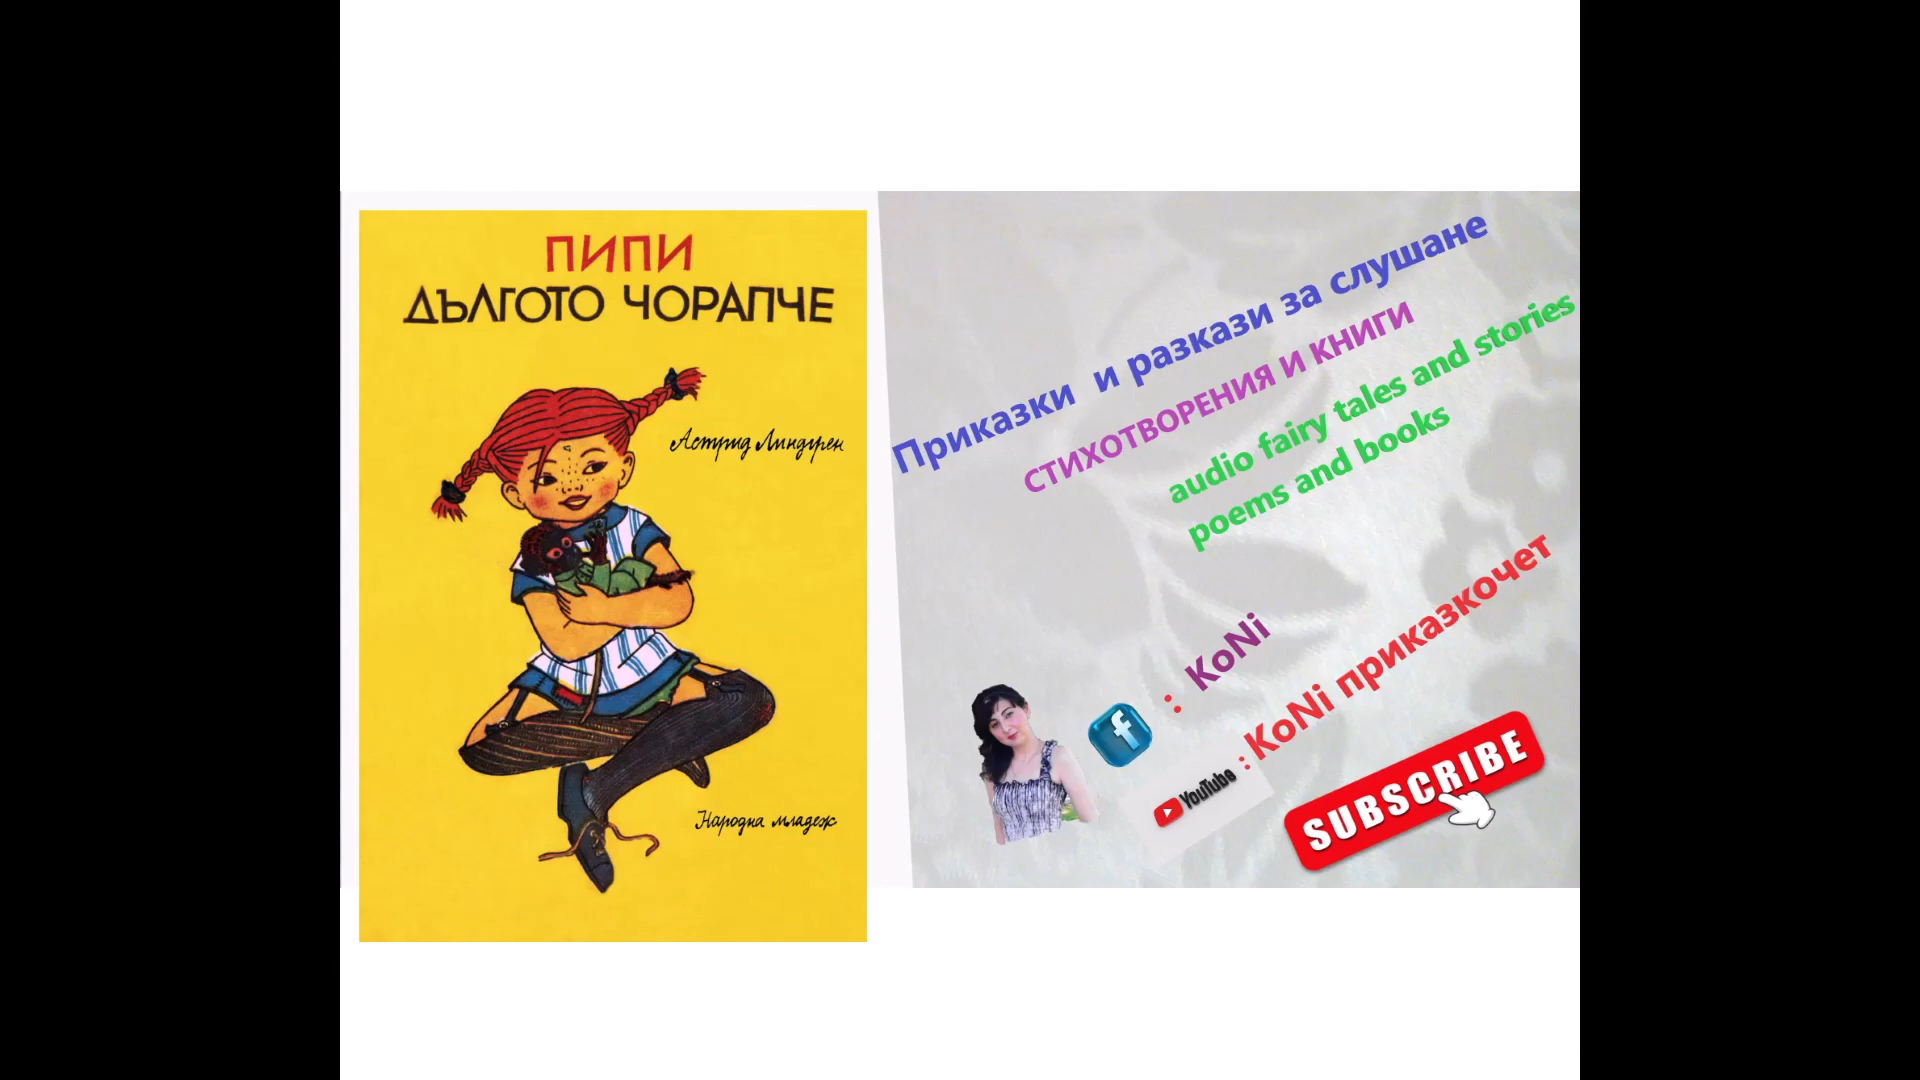 ПИПИ
ДЪЛГОТО ЧОРАПЧЕ
Астрид Линдгрен
Народна младеж
Приказки и разкази за слушане
СТИХОТВОРЕНИЯ И КНИГИ
audio fairy tales and stories
poems and books
f : KoNi
YouTube : KoNi приказкочет
SUBSCRIBE